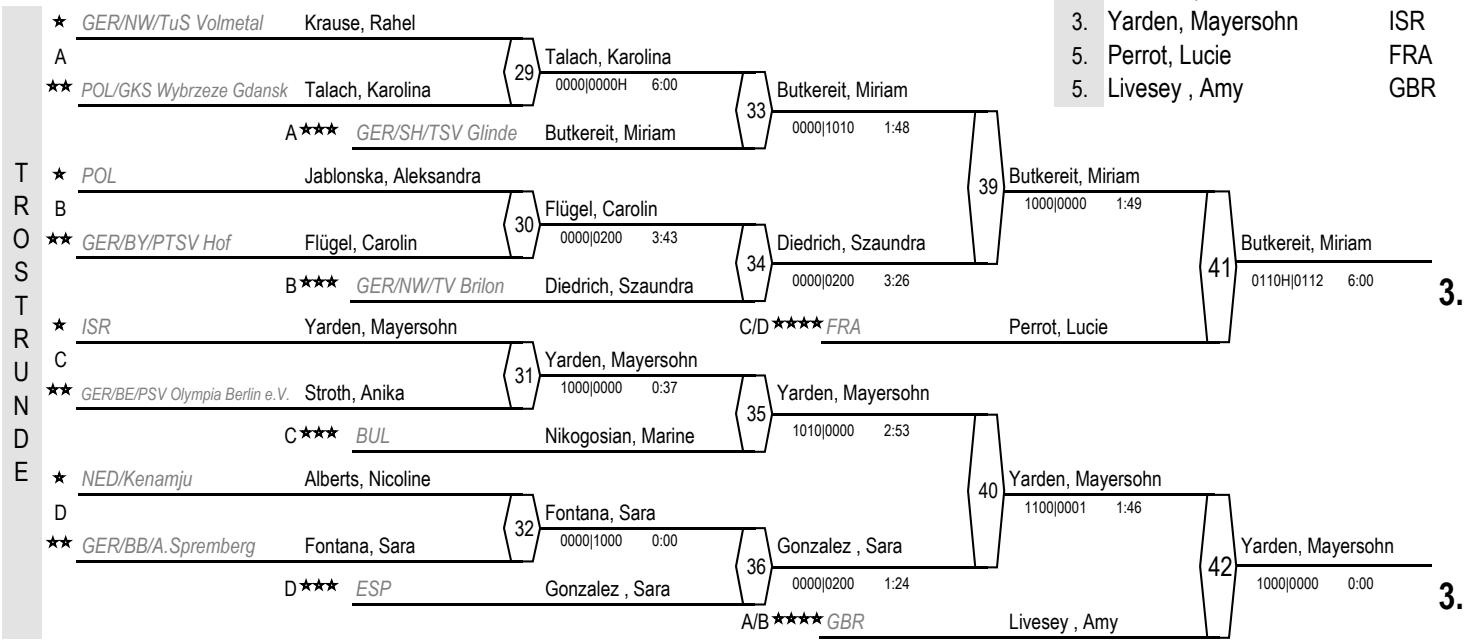 3. Yarden, Mayersohn ISR
5. Perrot, Lucie FRA
5. Livesey , Amy GBR
TROSTRUNDE
★ GER/NW/TuS Volmetal Krause, Rahel
A
★★ POL/GKS Wybrzeze Gdansk Talach, Karolina
29
Talach, Karolina
0000|0000H 6:00
A★★★ GER/SH/TSV Glinde Butkereit, Miriam
33
Butkereit, Miriam
0000|1010 1:48
★ POL Jablonska, Aleksandra
B
★★ GER/BY/PTSV Hof Flügel, Carolin
30
Flügel, Carolin
0000|0200 3:43
B★★★ GER/NW/TV Brilon Diedrich, Szaundra
34
Diedrich, Szaundra
0000|0200 3:26
39
Butkereit, Miriam
1000|0000 1:49
C/D★★★★ FRA Perrot, Lucie
41
Butkereit, Miriam
0110H|0112 6:00
3.
★ ISR Yarden, Mayersohn
C
★★ GER/BE/PSV Olympia Berlin e.V. Stroth, Anika
31
Yarden, Mayersohn
1000|0000 0:37
C★★★ BUL Nikogosian, Marine
35
Yarden, Mayersohn
1010|0000 2:53
★ NED/Kenamju Alberts, Nicoline
D
★★ GER/BB/A.Spremberg Fontana, Sara
32
Fontana, Sara
0000|1000 0:00
D★★★ ESP Gonzalez , Sara
36
Gonzalez , Sara
0000|0200 1:24
40
Yarden, Mayersohn
1100|0001 1:46
A/B★★★★ GBR Livesey , Amy
42
Yarden, Mayersohn
1000|0000 0:00
3.